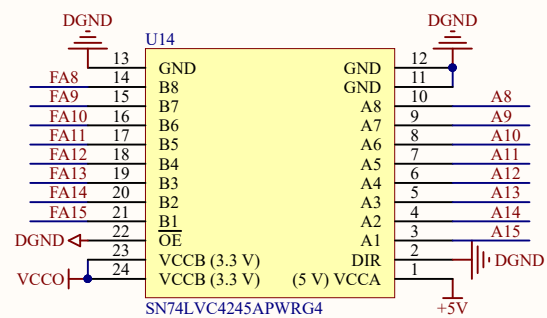 DGND DGND
U14
13 GND GND 12
FA8 14 B8 GND 11
FA9 15 B7 A8 10 A8
FA10 16 B6 A7 9 A9
FA11 17 B5 A6 8 A10
FA12 18 B4 A5 7 A11
FA13 19 B3 A4 6 A12
FA14 20 B2 A3 5 A13
FA15 21 B1 A2 4 A14
DGND 22 OE A1 3 A15
23 VCCB (3.3 V) DIR 2 DGND
VCCO 24 VCCB (3.3 V) (5 V) VCCA 1
SN74LVC4245APWRG4 +5V